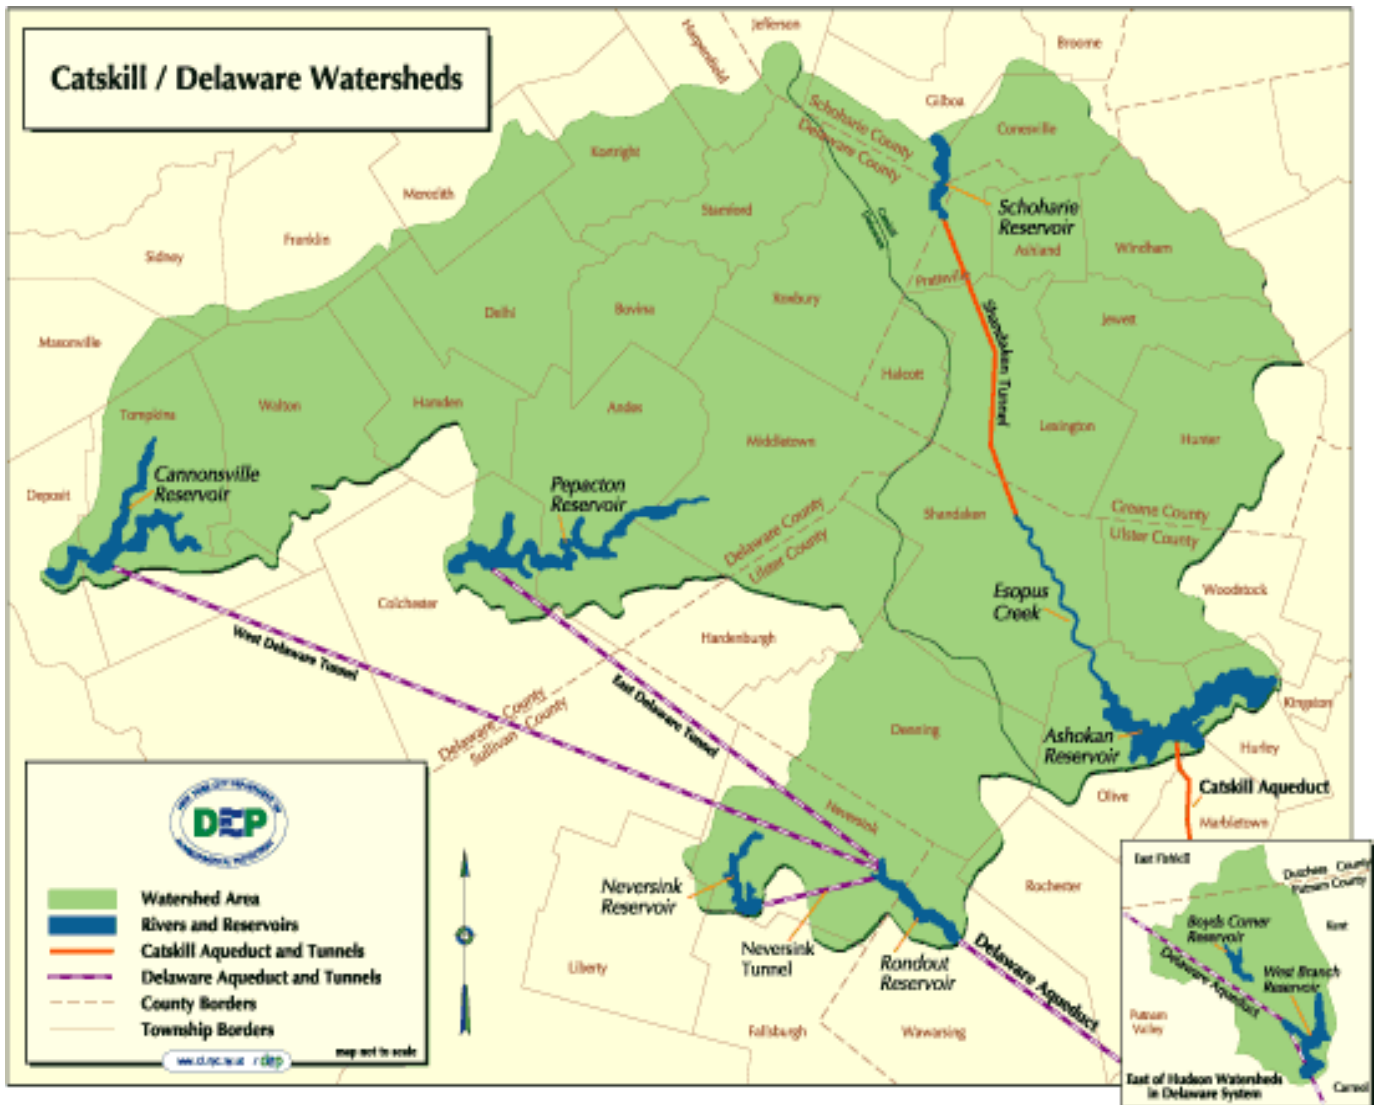 Catskill / Delaware Watersheds
Jefferson
Harpersfield
Broome
Gilboa
Conesville
Schoharie County
Delaware County
Kortright
Meredith
Stamford
Schoharie
Reservoir
Catskill
Delaware
Franklin
Sidney
Ashland
Windham
Prattsville
Roxbury
Delhi
Bovina
Shandaken Tunnel
Jewett
Masonville
Halcott
Tompkins
Walton
Hamden
Andes
Middletown
Lexington
Hunter
Cannonsville
Reservoir
Deposit
Pepacton
Reservoir
Shandaken
Greene County
Ulster County
Delaware County
Ulster County
Esopus
Creek
Woodstock
Colchester
Hardenburgh
West Delaware Tunnel
East Delaware Tunnel
Delaware County
Sullivan County
Denning
Kingston
Ashokan
Reservoir
Hurley
Olive
Catskill Aqueduct
Marbletown
Neversink
DEP
Watershed Area
Rivers and Reservoirs
Catskill Aqueduct and Tunnels
Delaware Aqueduct and Tunnels
County Borders
Township Borders
map not to scale
Neversink
Reservoir
Neversink
Tunnel
Rondout
Reservoir
Rochester
Delaware Aqueduct
Liberty
Fallsburgh
Wawarsing
East Fishkill
Dutchess County
Putnam County
Boyds Corner
Reservoir
Kent
Delaware Aqueduct
West Branch
Reservoir
Putnam
Valley
East of Hudson Watersheds
in Delaware System
Carmel